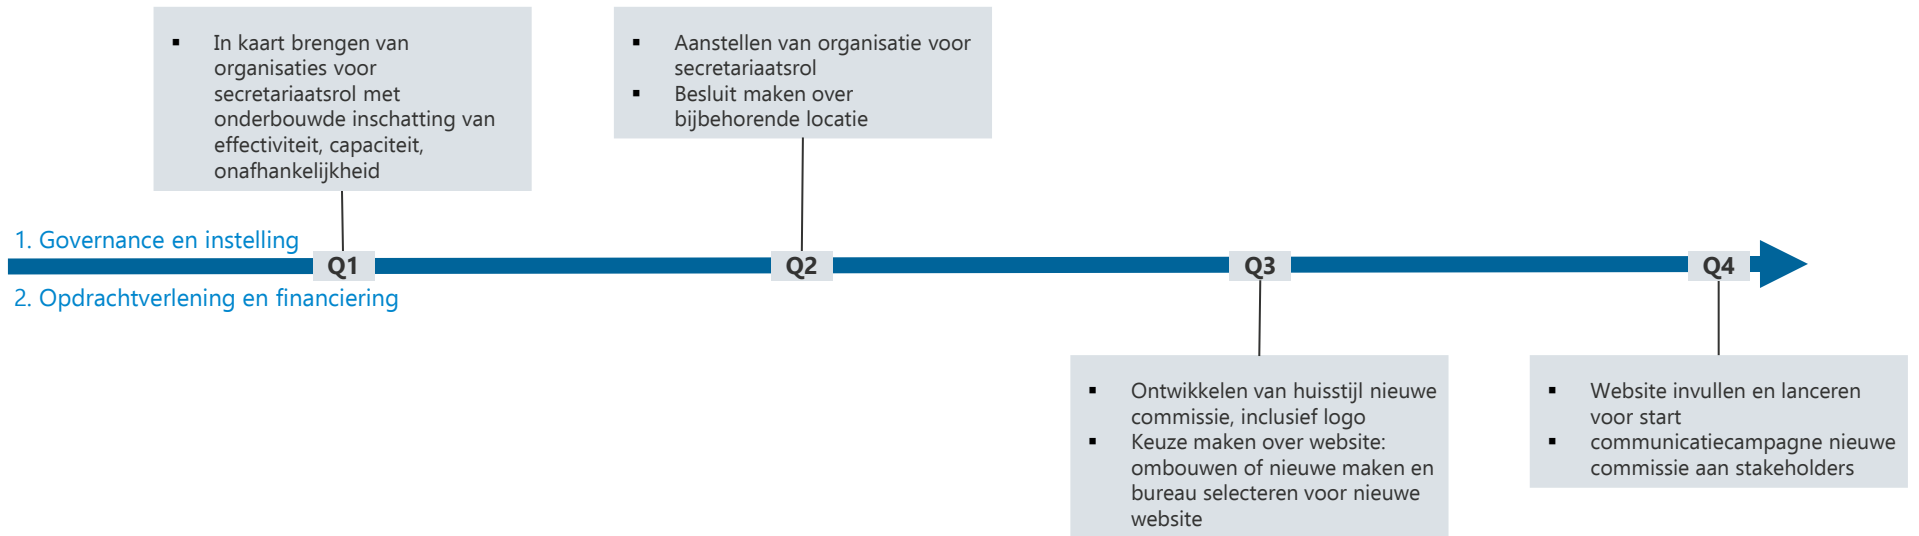 ▪ In kaart brengen van
organisaties voor
secretariaatsrol met
onderbouwde inschatting van
effectiviteit, capaciteit,
onafhankelijkheid
▪ Aanstellen van organisatie voor
secretariaatsrol
▪ Besluit maken over
bijbehorende locatie
1. Governance en instelling
Q1
Q2
Q3
Q4
2. Opdrachtverlening en financiering
▪ Ontwikkelen van huisstijl nieuwe
commissie, inclusief logo
▪ Keuze maken over website:
ombouwen of nieuwe maken en
bureau selecteren voor nieuwe
website
▪ Website invullen en lanceren
voor start
▪ communicatiecampagne nieuwe
commissie aan stakeholders